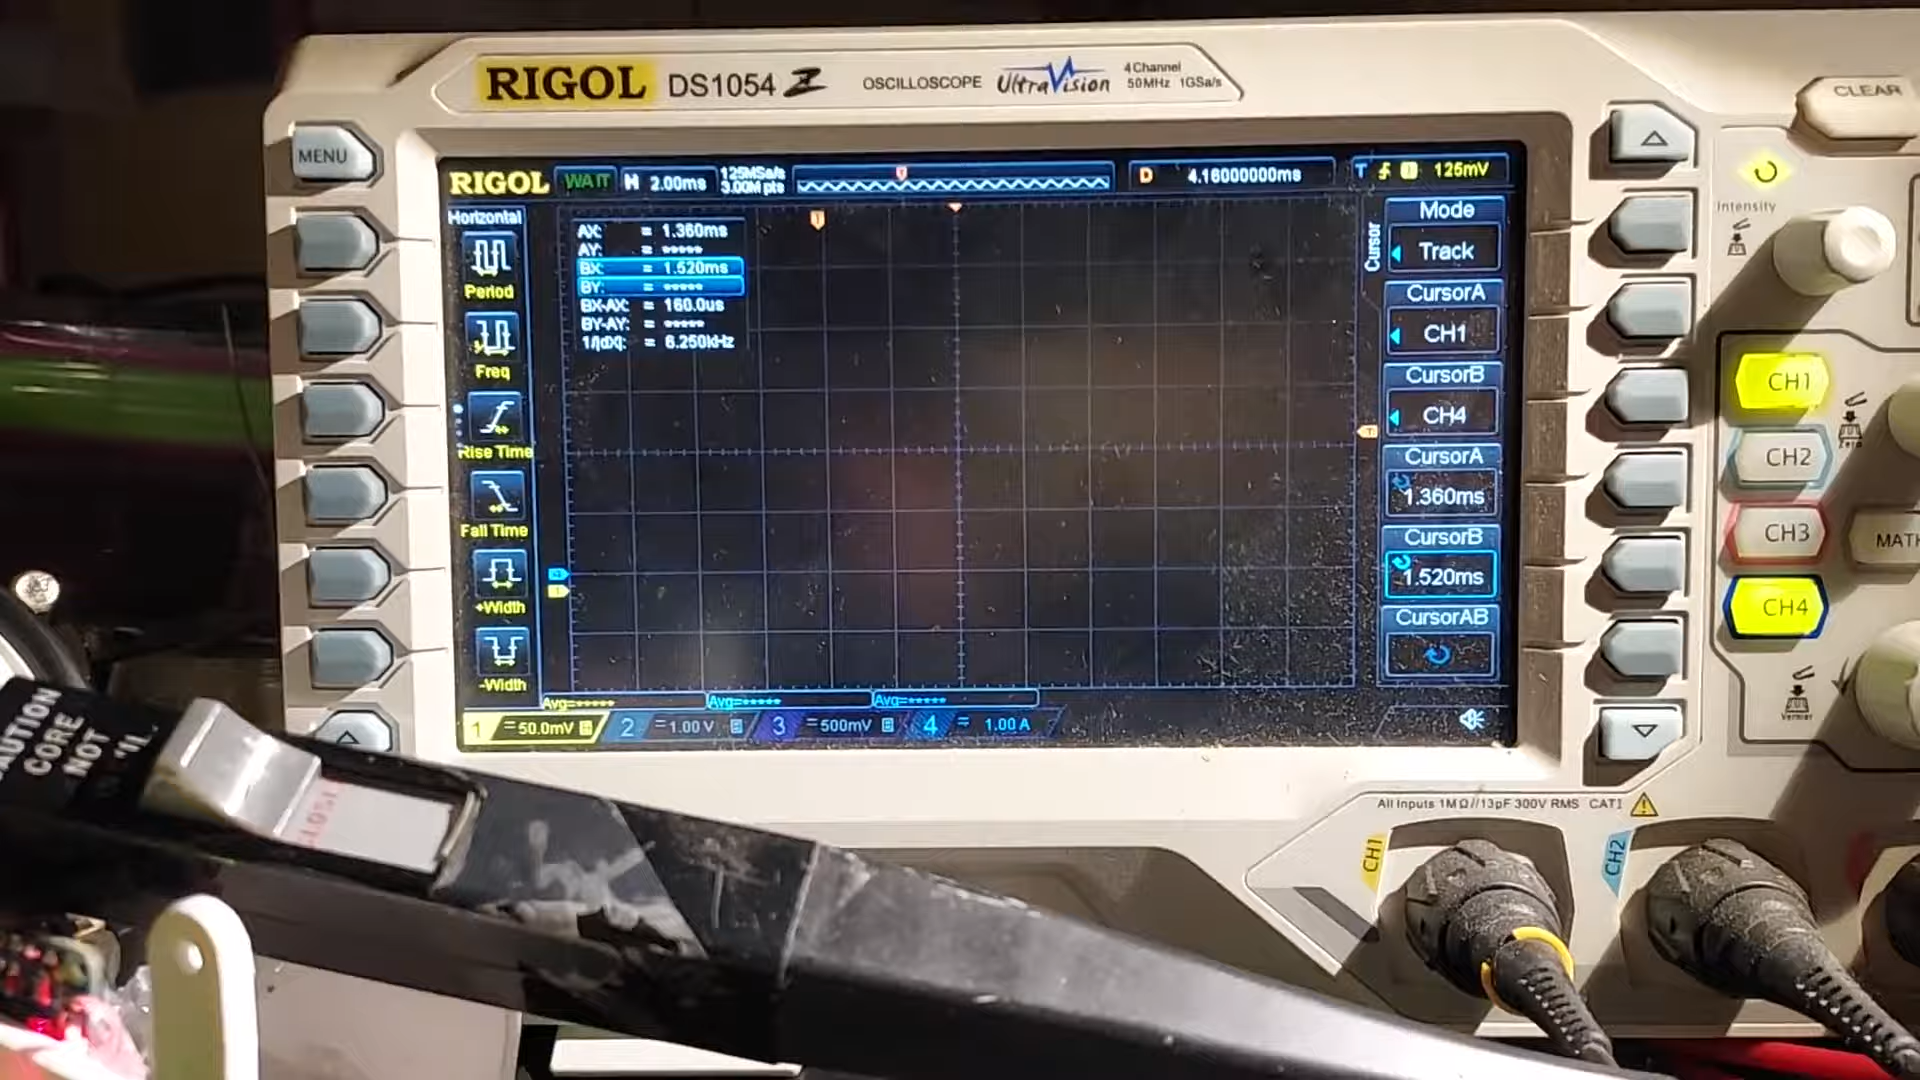 RIGOL DS1054 Z OSCILLOSCOPE UltraVision 4 Channel
50MHz 1GSa/s
CLEAR
MENU
RIGOL WAIT H 2.00ms 125MSa/s
3.00M pts
D 4.16000000ms T 125mV
Horizontal
Period
Freq
Rise Time
Fall Time
+Width
-Width
AX: = 1.360ms
AY: = *****
BX: = 1.520ms
BY: = *****
BX-AX: = 160.0us
BY-AY: = *****
1/|dX|: = 6.250kHz
Cursor
Mode
Track
CursorA
CH1
CursorB
CH4
CursorA
1.360ms
CursorB
1.520ms
CursorAB
Avg=***** Avg=***** Avg=*****
1 = 50.0mV 2 = 1.00 V 3 = 500mV 4 = 1.00 A
Intensity
CH1
CH2
CH3
MATH
CH4
Zero
Vernier
All Inputs 1MΩ//13pF 300V RMS CAT I
CH1
CH2
CORE
NOT